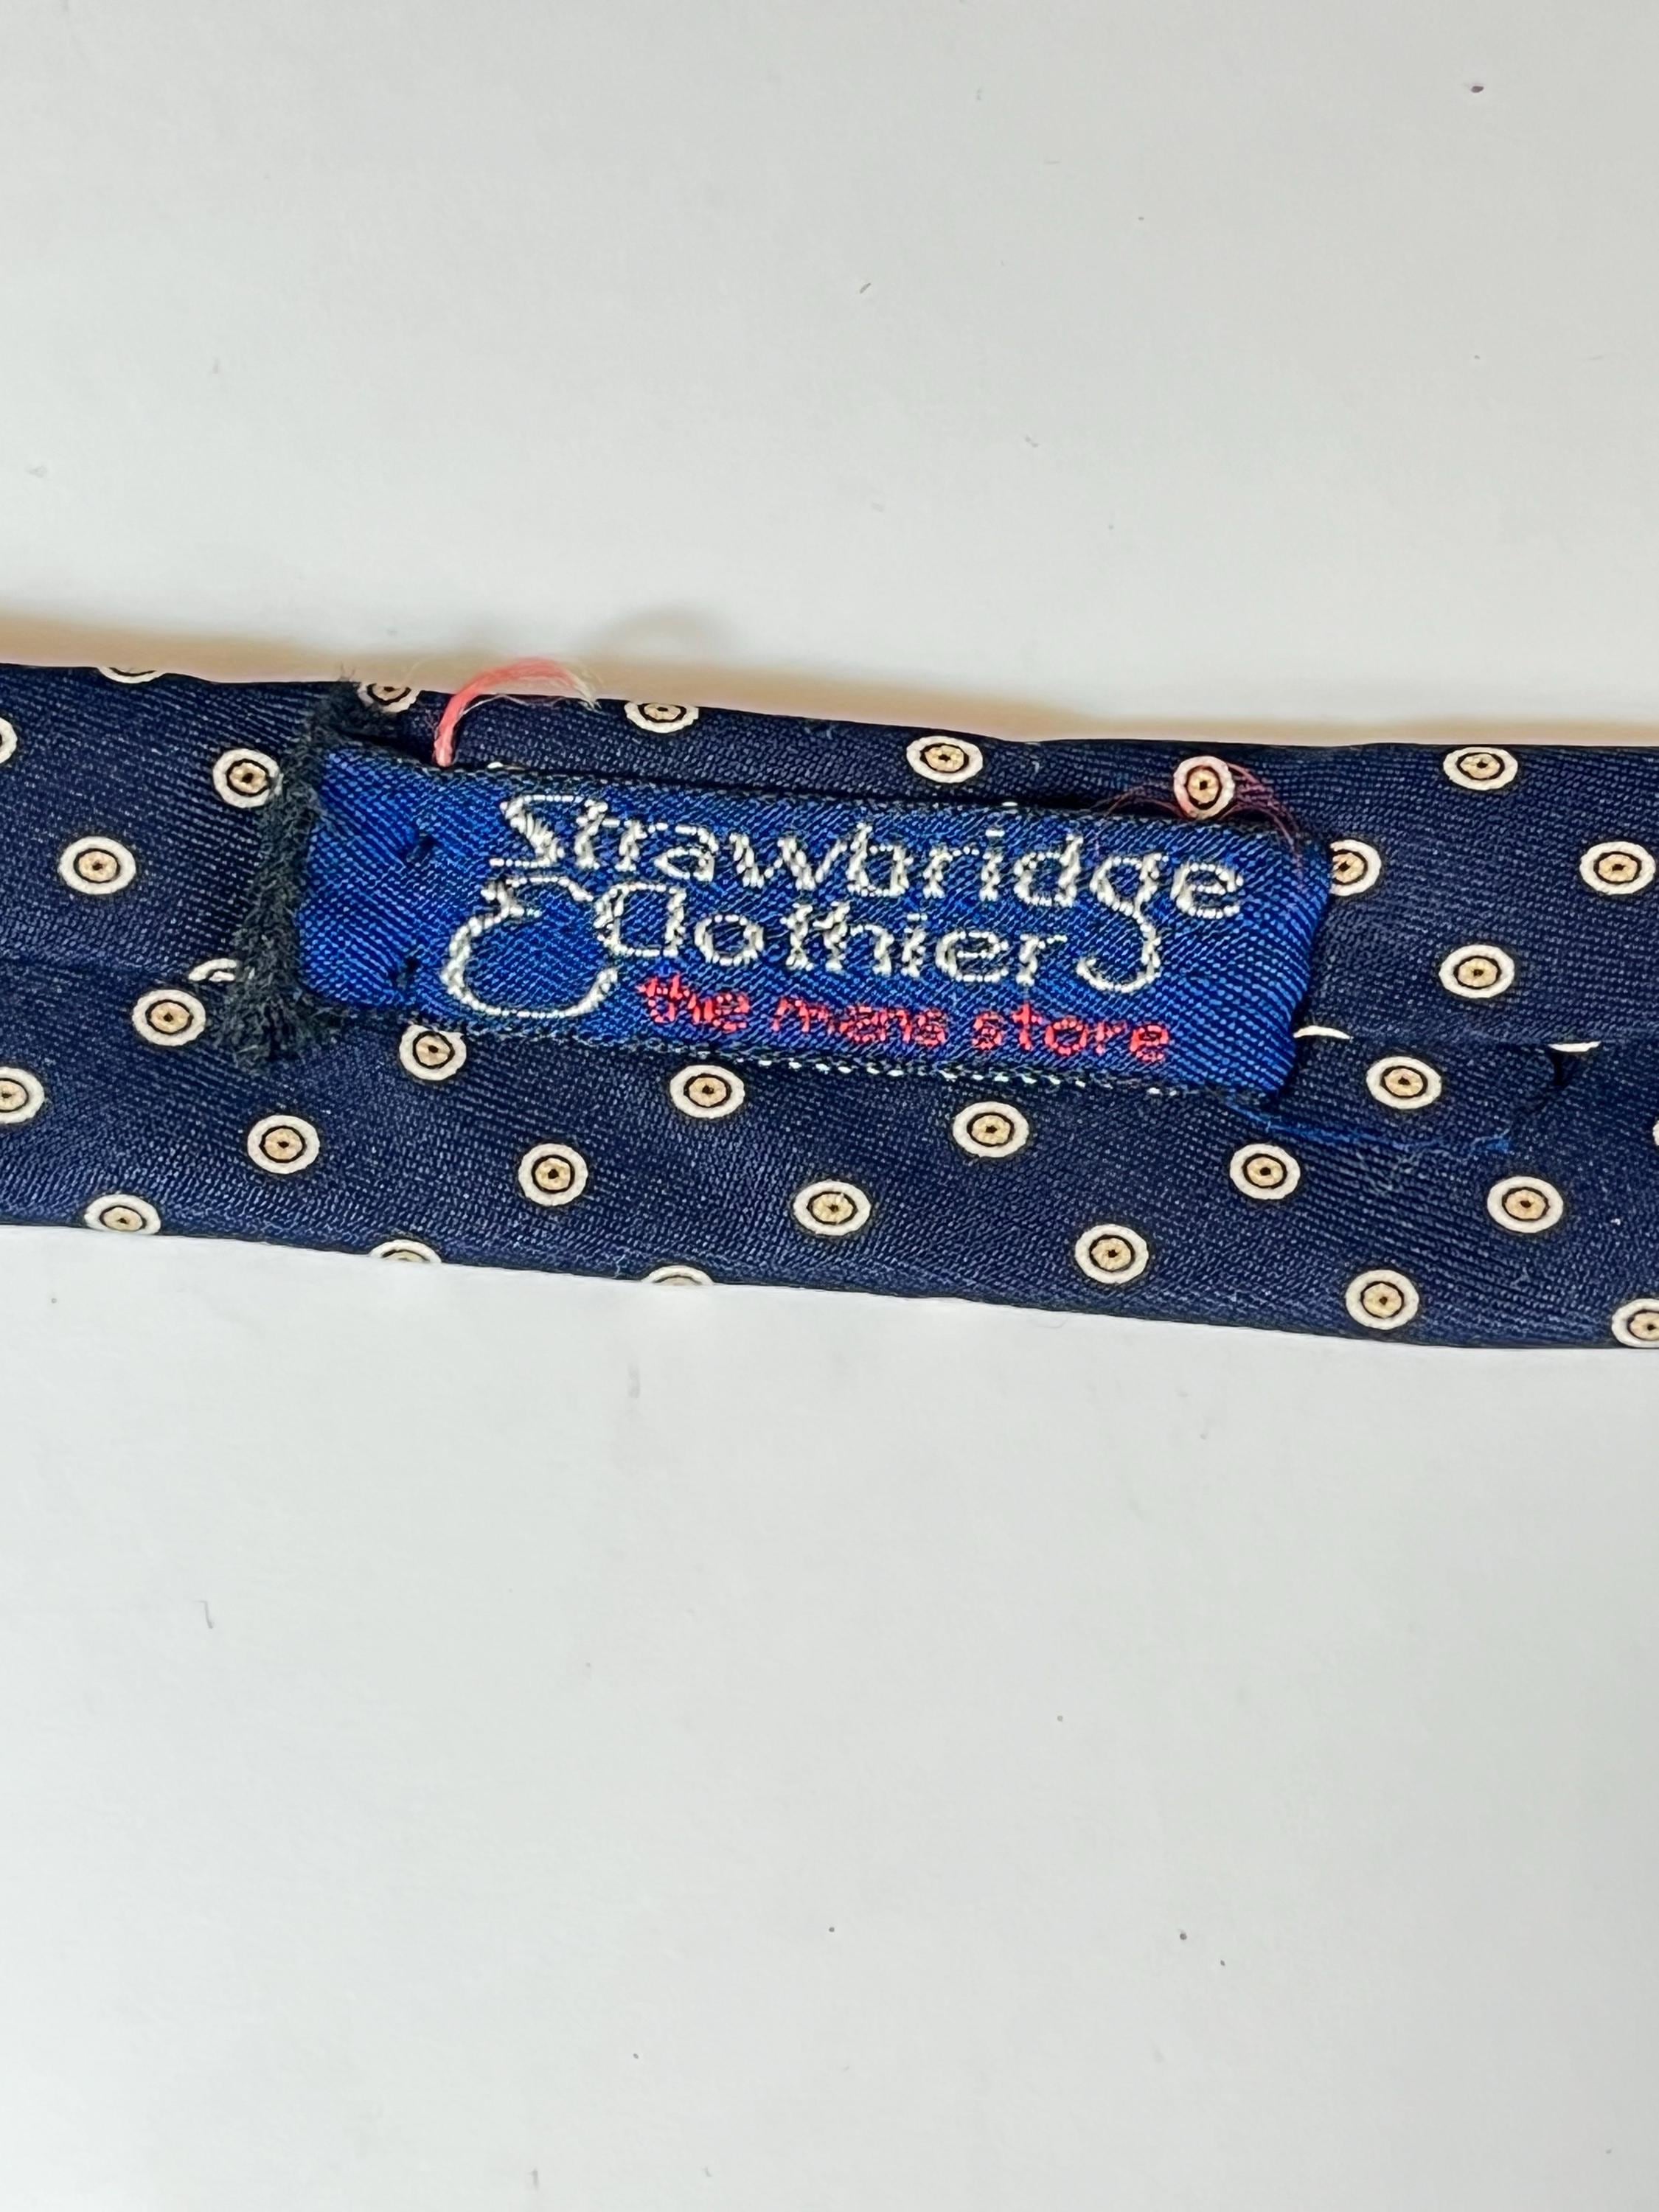 Strawbridge
& Clothier
the mans store